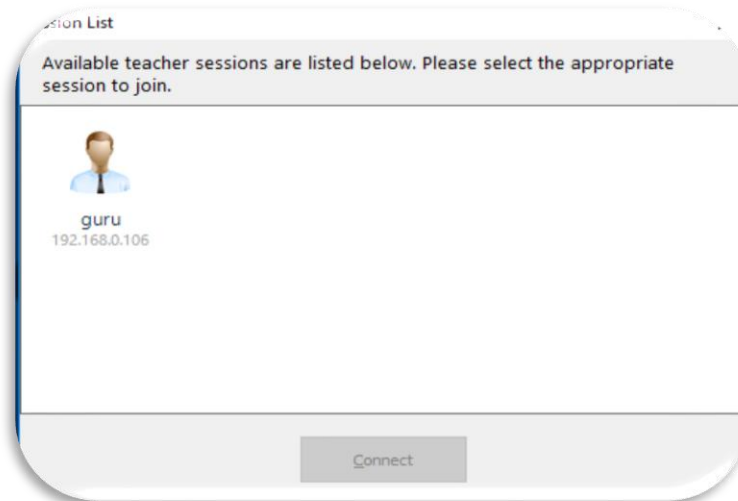 List
Available teacher sessions are listed below. Please select the appropriate
session to join.
guru
192.168.0.106
Connect